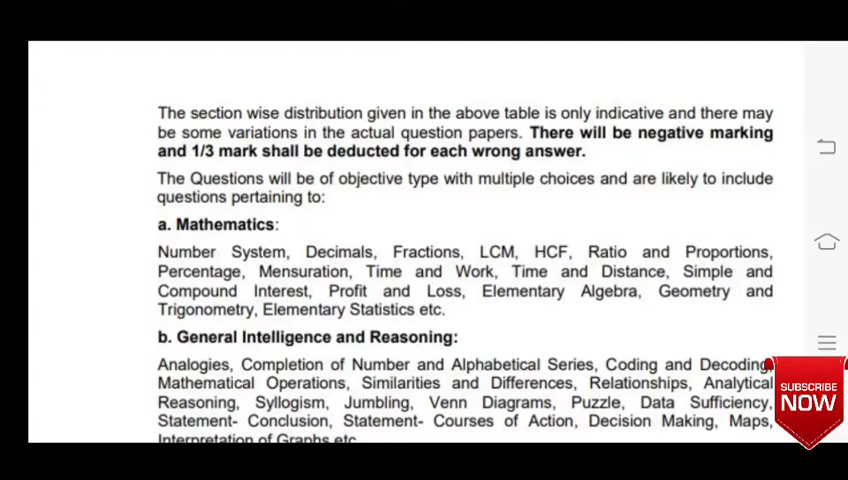 The section wise distribution given in the above table is only indicative and there may
be some variations in the actual question papers. There will be negative marking
and 1/3 mark shall be deducted for each wrong answer.
The Questions will be of objective type with multiple choices and are likely to include
questions pertaining to:
a. Mathematics:
Number System, Decimals, Fractions, LCM, HCF, Ratio and Proportions,
Percentage, Mensuration, Time and Work, Time and Distance, Simple and
Compound Interest, Profit and Loss, Elementary Algebra, Geometry and
Trigonometry, Elementary Statistics etc.
b. General Intelligence and Reasoning:
Analogies, Completion of Number and Alphabetical Series, Coding and Decoding,
Mathematical Operations, Similarities and Differences, Relationships, Analytical
Reasoning, Syllogism, Jumbling, Venn Diagrams, Puzzle, Data Sufficiency,
Statement- Conclusion, Statement- Courses of Action, Decision Making, Maps,
Interpretation of Graphs etc
SUBSCRIBE
NOW